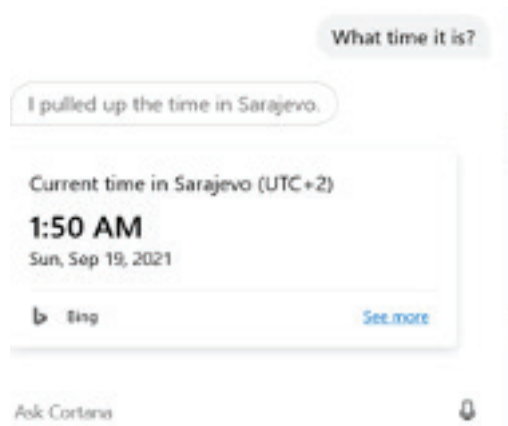 What time it is?
I pulled up the time in Sarajevo.
Current time in Sarajevo (UTC+2)
1:50 AM
Sun, Sep 19, 2021
Bing
See more
Ask Cortana